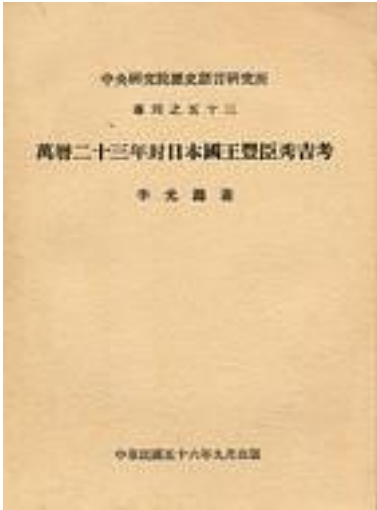 中央研究院歷史語言研究所
專刊之五十三
萬曆二十三年封日本國王豐臣秀吉考
李光濤著
中華民國五十六年九月出版